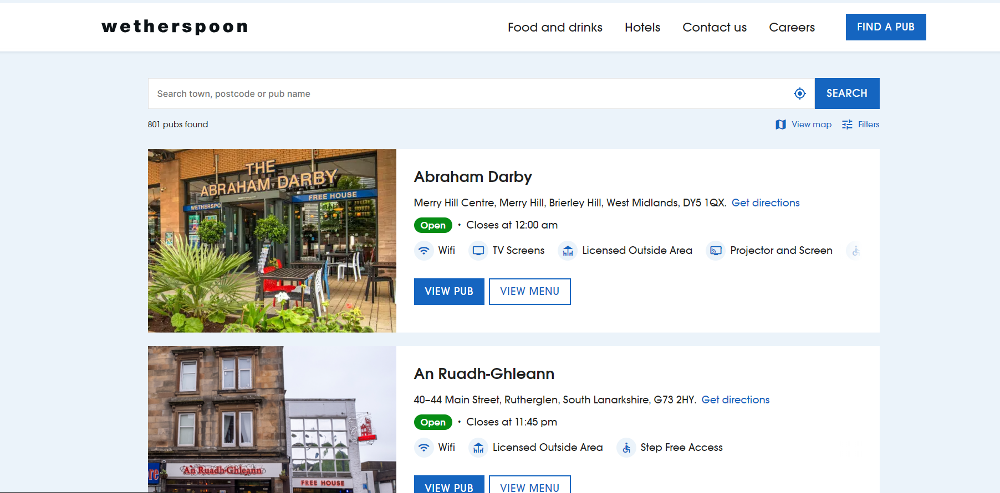 wetherspoon
Food and drinks
Hotels
Contact us
Careers
FIND A PUB
Search town, postcode or pub name
SEARCH
801 pubs found
View map
Filters
THE
ABRAHAM DARBY
FREE HOUSE
WETHERSPO
BAR
Abraham Darby
Merry Hill Centre, Merry Hill, Brierley Hill, West Midlands, DY5 1QX. Get directions
Open • Closes at 12:00 am
Wifi
TV Screens
Licensed Outside Area
Projector and Screen
VIEW PUB
VIEW MENU
An Ruadh-Ghleann
FREE HOUSE
An Ruadh-Ghleann
40–44 Main Street, Rutherglen, South Lanarkshire, G73 2HY. Get directions
Open • Closes at 11:45 pm
Wifi
Licensed Outside Area
Step Free Access
VIEW PUB
VIEW MENU